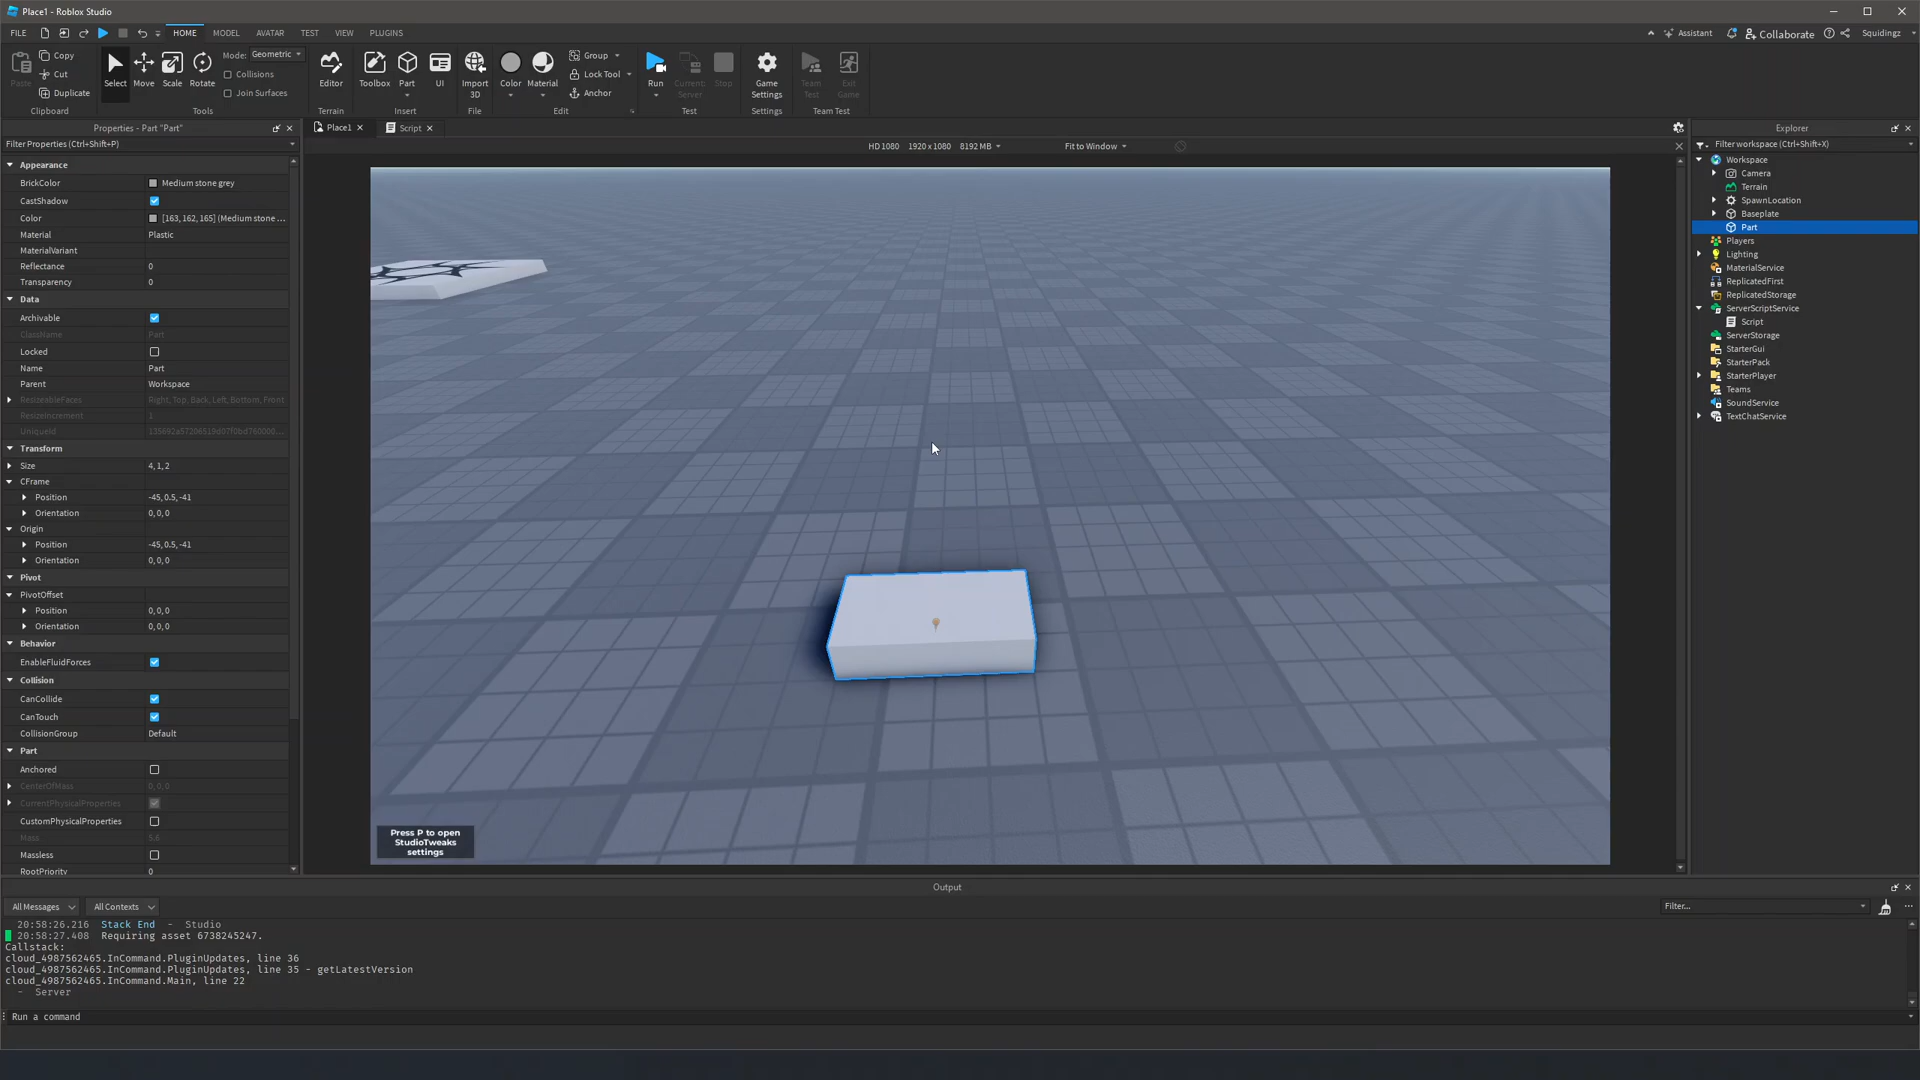 Place1 - Roblox Studio
FILE HOME MODEL AVATAR TEST VIEW PLUGINS Assistant Collaborate Squidingz
Paste Copy Cut Duplicate Clipboard
Select Move Scale Rotate Mode: Geometric Collisions Join Surfaces Tools
Editor Terrain
Toolbox Part UI Insert
Import 3D File
Color Material Group Lock Tool Anchor Edit
Run Current: Server Stop Test
Game Settings Settings
Team Test Exit Game Team Test
Properties - Part "Part"
Filter Properties (Ctrl+Shift+P)
Appearance
BrickColor Medium stone grey
CastShadow
Color [163, 162, 165] (Medium stone ...
Material Plastic
MaterialVariant
Reflectance 0
Transparency 0
Data
Archivable
ClassName Part
Locked
Name Part
Parent Workspace
ResizeableFaces Right, Top, Back, Left, Bottom, Front
ResizeIncrement 1
UniqueId
Transform
Size 4, 1, 2
CFrame
Position -45, 0.5, -41
Orientation 0, 0, 0
Origin
Position -45, 0.5, -41
Orientation 0, 0, 0
Pivot
PivotOffset
Position 0, 0, 0
Orientation 0, 0, 0
Behavior
EnableFluidForces
Collision
CanCollide
CanTouch
CollisionGroup Default
Part
Anchored
CenterOfMass 0, 0, 0
CurrentPhysicalProperties
CustomPhysicalProperties
Mass 5.6
Massless
RootPriority 0
Place1 Script
HD 1080 1920 x 1080 8192 MB Fit to Window
Press P to open
StudioTweaks
settings
Explorer
Filter workspace (Ctrl+Shift+X)
Workspace
Camera
Terrain
SpawnLocation
Baseplate
Part
Players
Lighting
MaterialService
ReplicatedFirst
ReplicatedStorage
ServerScriptService
Script
ServerStorage
StarterGui
StarterPack
StarterPlayer
Teams
SoundService
TextChatService
Output
All Messages All Contexts Filter...
20:58:26.216 Stack End - Studio
20:58:27.408 Requiring asset 6738245247.
Callstack:
cloud_4987562465.InCommand.PluginUpdates, line 36
cloud_4987562465.InCommand.PluginUpdates, line 35 - getLatestVersion
cloud_4987562465.InCommand.Main, line 22
- Server
Run a command